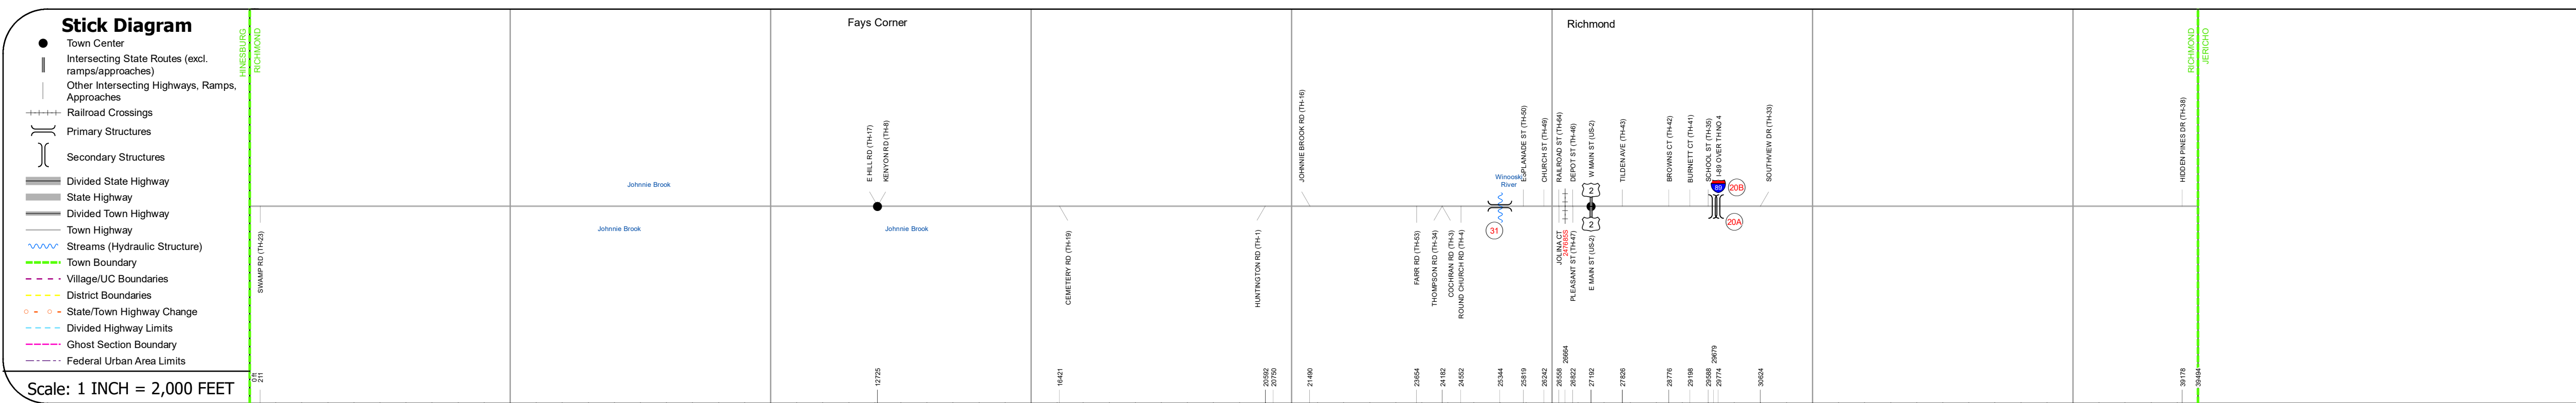 Stick Diagram
Town Center
Intersecting State Routes (excl.
ramps/approaches)
Other Intersecting Highways, Ramps,
Approaches
Railroad Crossings
Primary Structures
Secondary Structures
Divided State Highway
State Highway
Divided Town Highway
Town Highway
Streams (Hydraulic Structure)
Town Boundary
Village/UC Boundaries
District Boundaries
State/Town Highway Change
Divided Highway Limits
Ghost Section Boundary
Federal Urban Area Limits
Scale: 1 INCH = 2,000 FEET
HINESBURG
RICHMOND
Fays Corner
Richmond
RICHMOND
JERICHO
E HILL RD (TH-17)
KENYON RD (TH-8)
JOHNNIE BROOK RD (TH-16)
ESPLANADE ST (TH-50)
CHURCH ST (TH-49)
RAILROAD ST (TH-64)
DEPOT ST (TH-46)
W MAIN ST (US-2)
TILDEN AVE (TH-43)
BROWNS CT (TH-42)
BURNETT CT (TH-41)
SCHOOL ST (TH-35)
I-89 OVER TH NO 4
SOUTHVIEW DR (TH-33)
HIDDEN PINES DR (TH-38)
Johnnie Brook
Winooski
River
2
89
20B
Johnnie Brook
Johnnie Brook
31
2
20A
SWAMP RD (TH-23)
CEMETERY RD (TH-19)
HUNTINGTON RD (TH-1)
FARR RD (TH-53)
THOMPSON RD (TH-34)
COCHRAN RD (TH-3)
ROUND CHURCH RD (TH-4)
JOLINA CT
247685S
PLEASANT ST (TH-47)
E MAIN ST (US-2)
0 ft
211
12725
16421
20592
20750
21490
23654
24182
24552
25344
25819
26242
26558
26664
26822
27192
27826
28776
29198
29588
29679
29774
30624
39178
39494